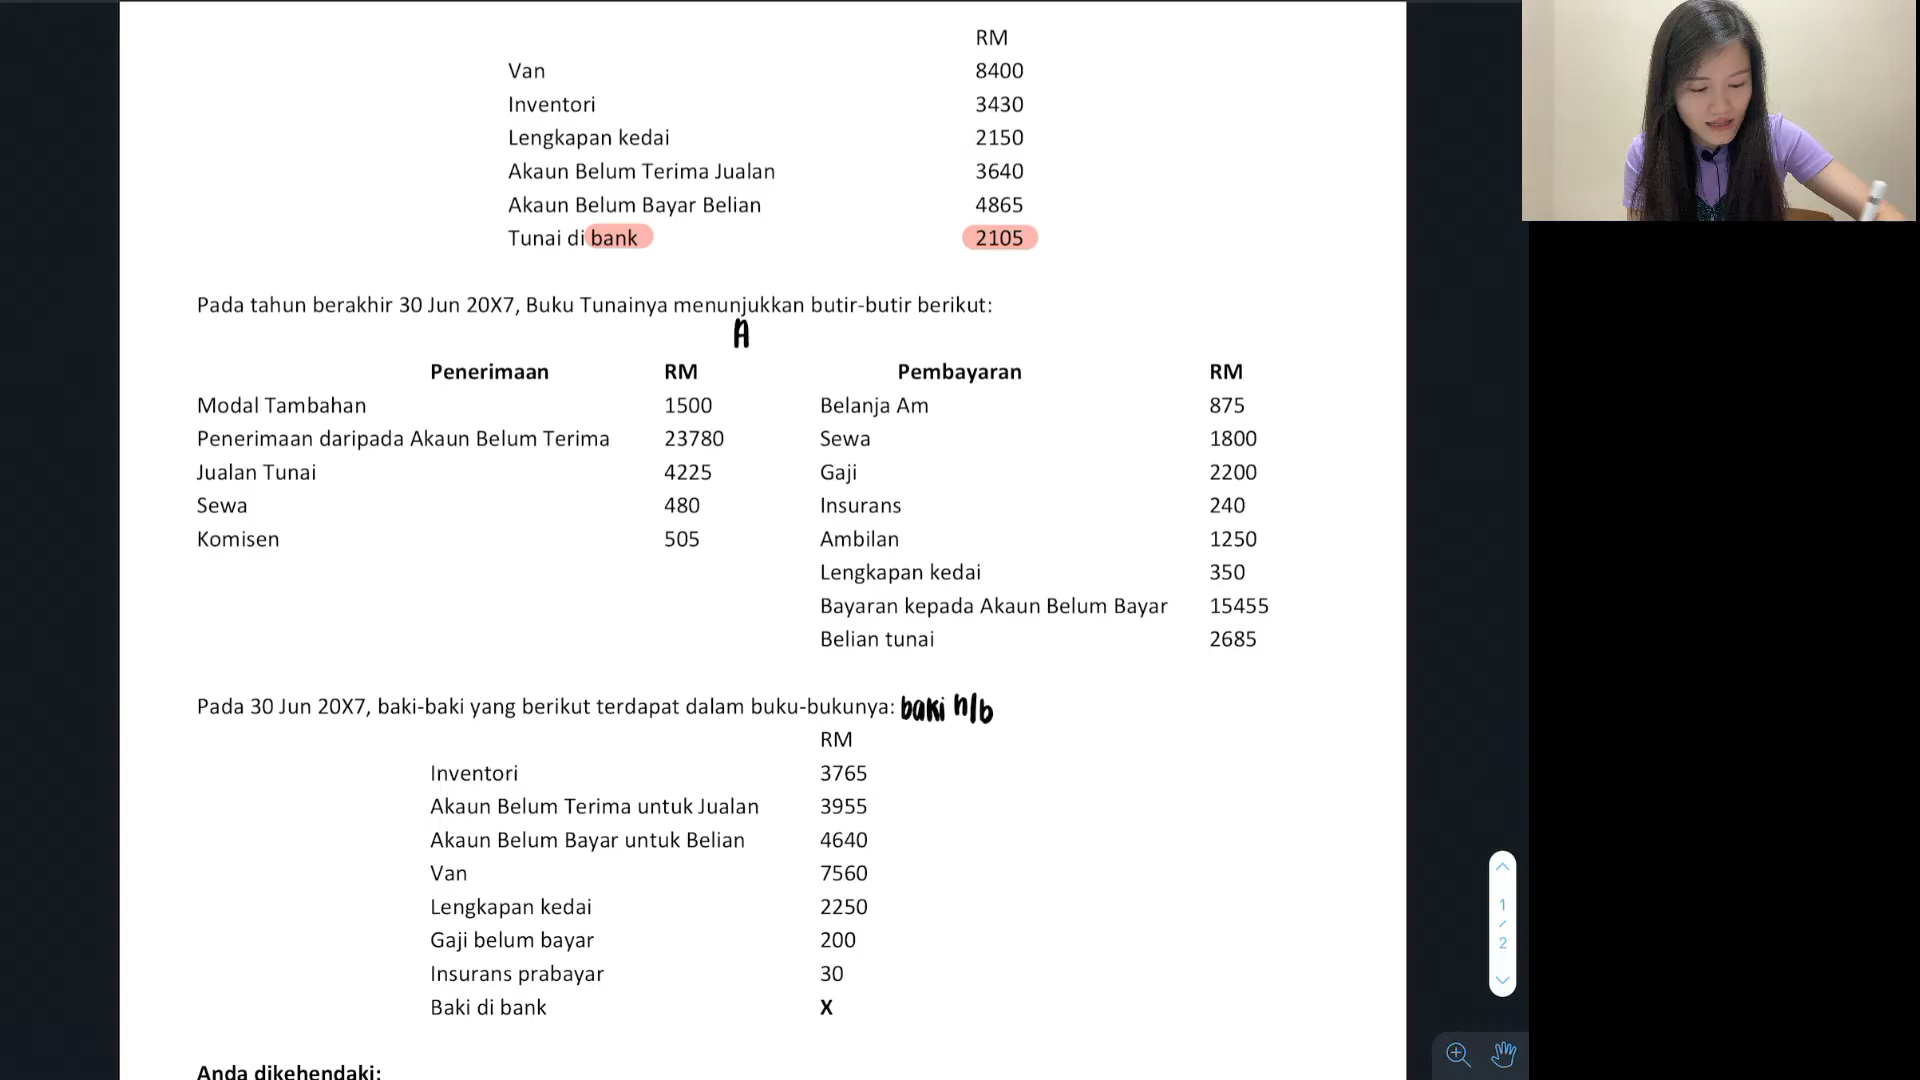 RM
Van 8400
Inventori 3430
Lengkapan kedai 2150
Akaun Belum Terima Jualan 3640
Akaun Belum Bayar Belian 4865
Tunai di bank 2105
Pada tahun berakhir 30 Jun 20X7, Buku Tunainya menunjukkan butir-butir berikut:
A
Penerimaan RM Pembayaran RM
Modal Tambahan 1500 Belanja Am 875
Penerimaan daripada Akaun Belum Terima 23780 Sewa 1800
Jualan Tunai 4225 Gaji 2200
Sewa 480 Insurans 240
Komisen 505 Ambilan 1250
Lengkapan kedai 350
Bayaran kepada Akaun Belum Bayar 15455
Belian tunai 2685
Pada 30 Jun 20X7, baki-baki yang berikut terdapat dalam buku-bukunya: baki h/b
RM
Inventori 3765
Akaun Belum Terima untuk Jualan 3955
Akaun Belum Bayar untuk Belian 4640
Van 7560
Lengkapan kedai 2250
Gaji belum bayar 200
Insurans prabayar 30
Baki di bank X
Anda dikehendaki:
1
/
2